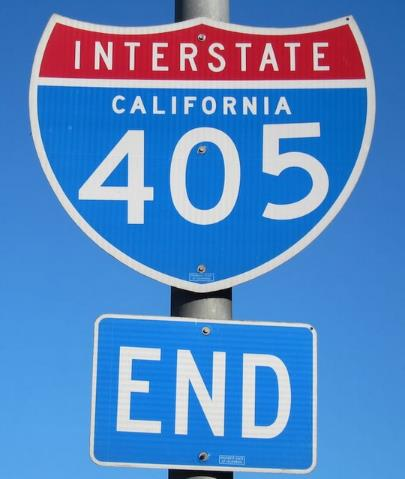 INTERSTATE
CALIFORNIA
405
END